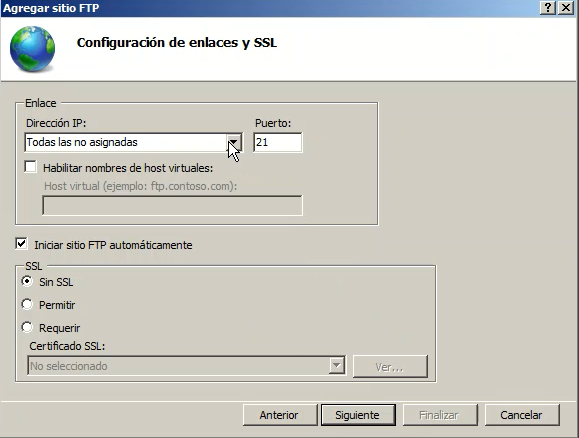 Agregar sitio FTP
Configuración de enlaces y SSL
Enlace
Dirección IP: Puerto:
Todas las no asignadas 21
Habilitar nombres de host virtuales:
Host virtual (ejemplo: ftp.contoso.com):
Iniciar sitio FTP automáticamente
SSL
Sin SSL
Permitir
Requerir
Certificado SSL:
No seleccionado Ver...
Anterior Siguiente Finalizar Cancelar